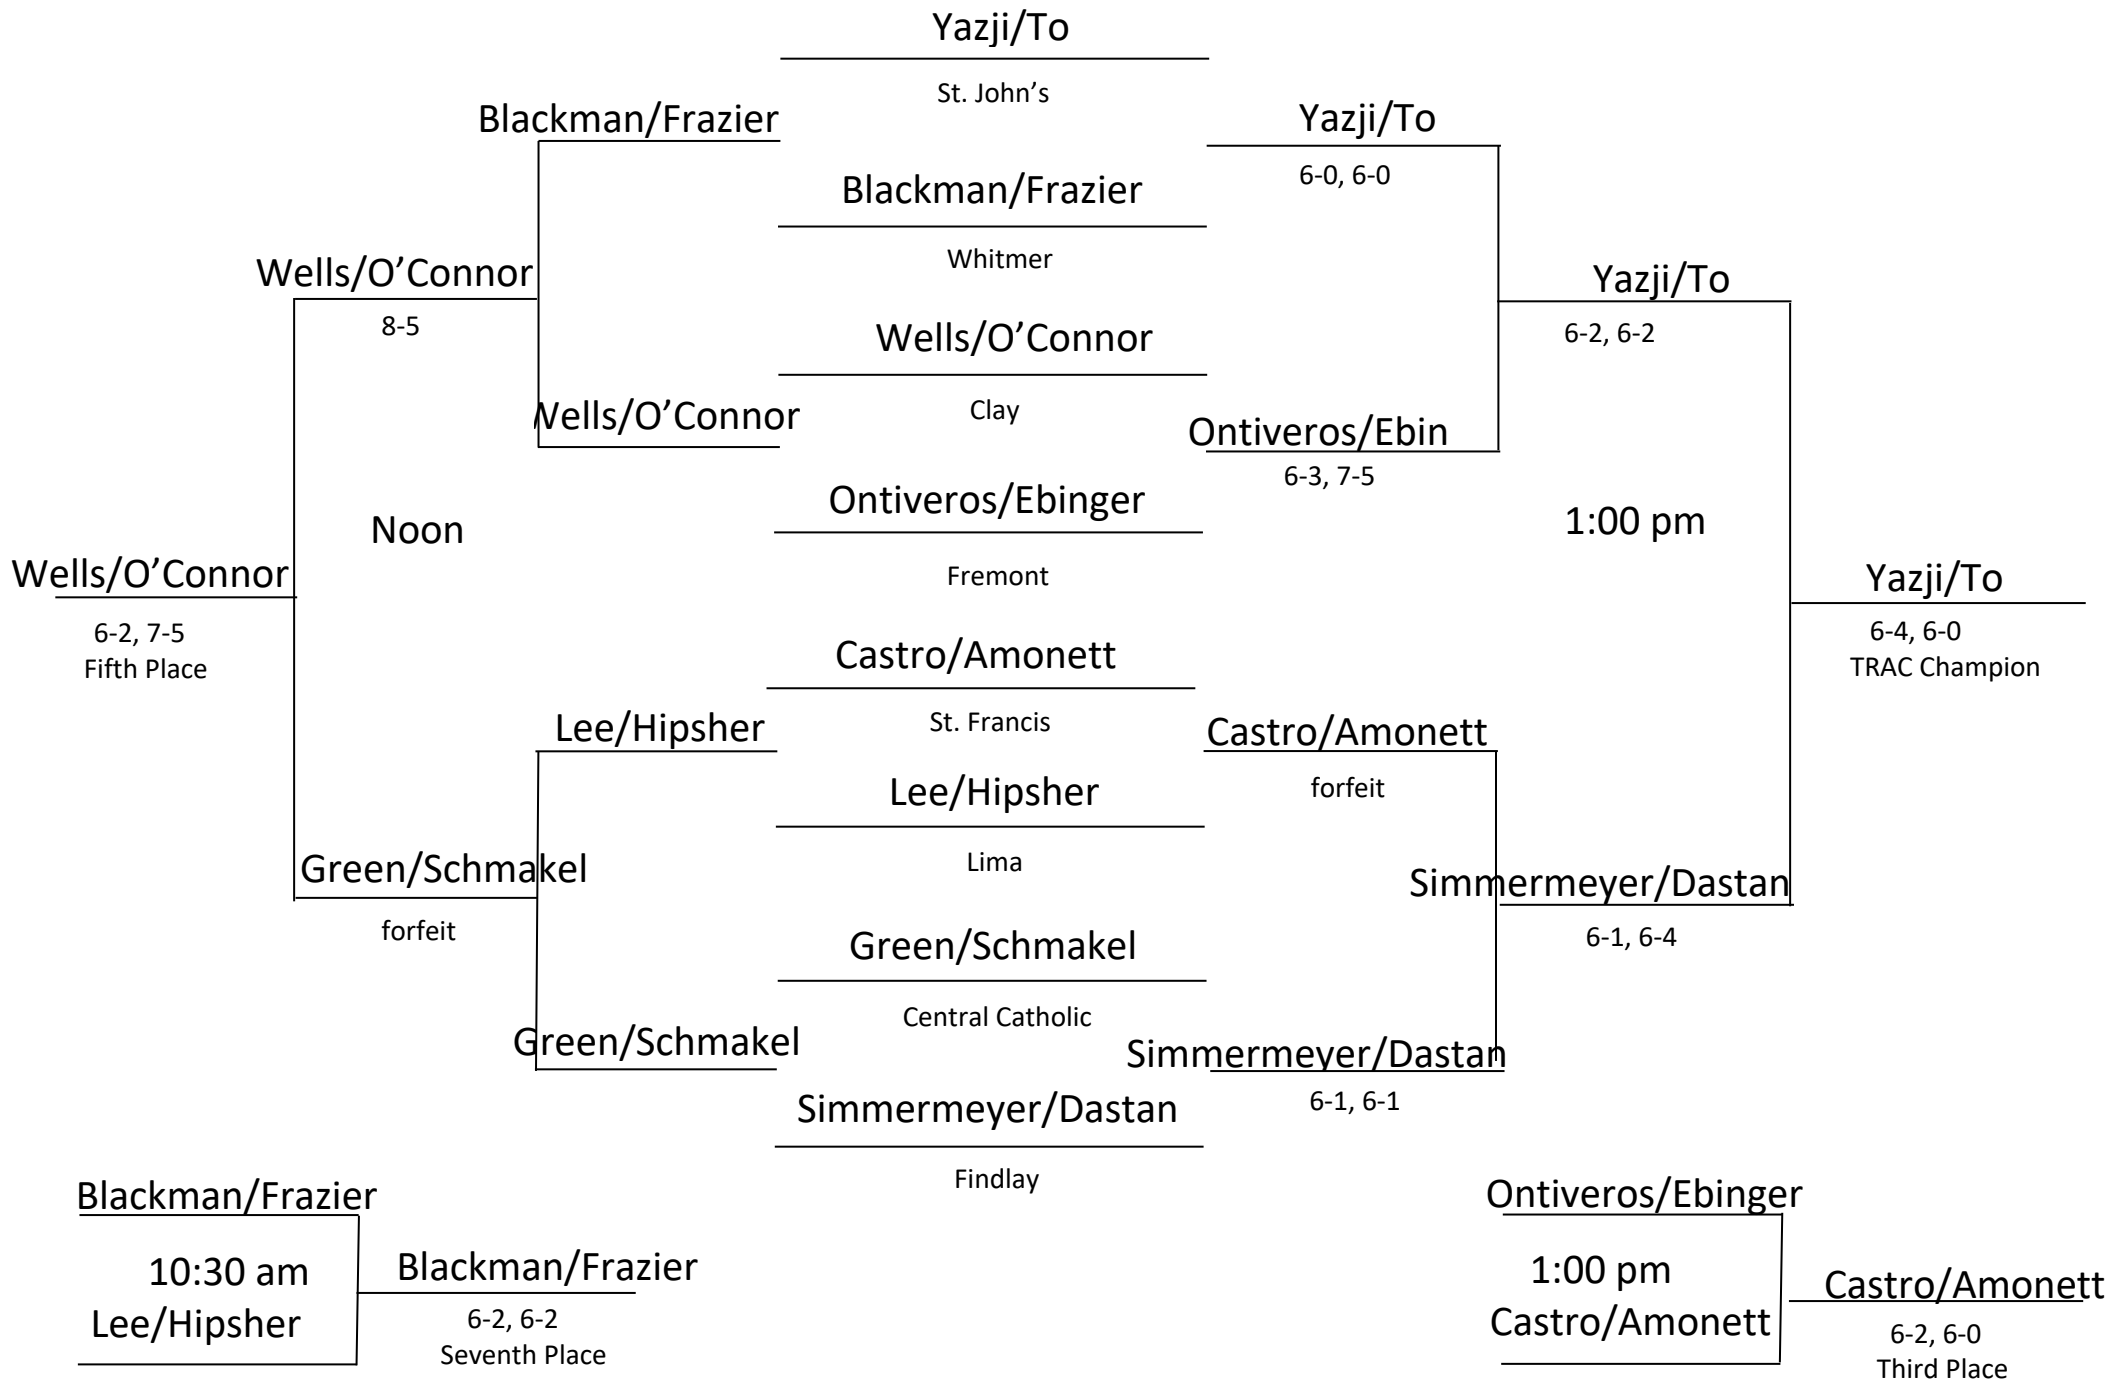 Yazji/To
St. John's
Blackman/Frazier
Yazji/To
6-0, 6-0
Blackman/Frazier
Whitmer
Wells/O'Connor
8-5
Yazji/To
6-2, 6-2
Wells/O'Connor
Clay
Wells/O'Connor
Ontiveros/Ebin
6-3, 7-5
Ontiveros/Ebinger
Fremont
Noon
1:00 pm
Wells/O'Connor
6-2, 7-5
Fifth Place
Yazji/To
6-4, 6-0
TRAC Champion
Castro/Amonett
St. Francis
Lee/Hipsher
Castro/Amonett
forfeit
Lee/Hipsher
Lima
Green/Schmakel
forfeit
Simmermeyer/Dastan
6-1, 6-4
Green/Schmakel
Central Catholic
Green/Schmakel
Simmermeyer/Dastan
6-1, 6-1
Simmermeyer/Dastan
Findlay
Blackman/Frazier
10:30 am
Lee/Hipsher
Blackman/Frazier
6-2, 6-2
Seventh Place
Ontiveros/Ebinger
1:00 pm
Castro/Amonett
Castro/Amonett
6-2, 6-0
Third Place